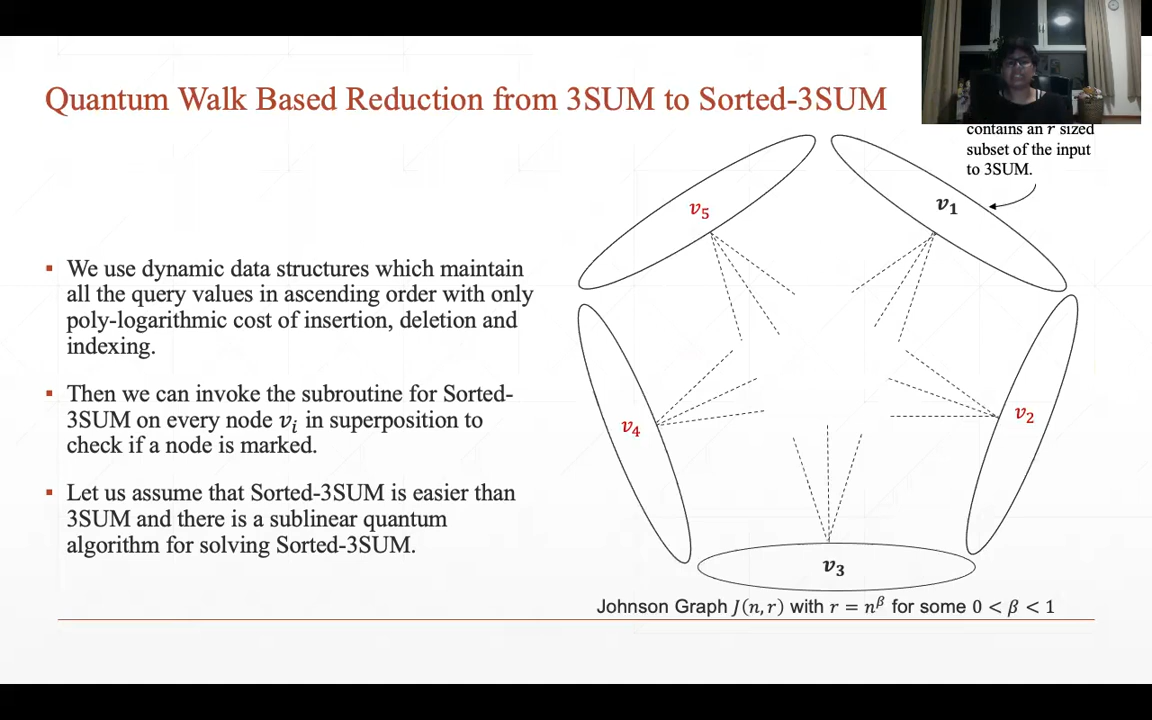 Quantum Walk Based Reduction from 3SUM to Sorted-3SUM
contains an r sized
subset of the input
to 3SUM.
▪ We use dynamic data structures which maintain
all the query values in ascending order with only
poly-logarithmic cost of insertion, deletion and
indexing.
▪ Then we can invoke the subroutine for Sorted-
3SUM on every node 𝑣ᵢ in superposition to
check if a node is marked.
▪ Let us assume that Sorted-3SUM is easier than
3SUM and there is a sublinear quantum
algorithm for solving Sorted-3SUM.
𝑣₅
𝒗₁
𝑣₄
𝑣₂
𝒗₃
Johnson Graph J(n, r) with r = n^β for some 0 < β < 1